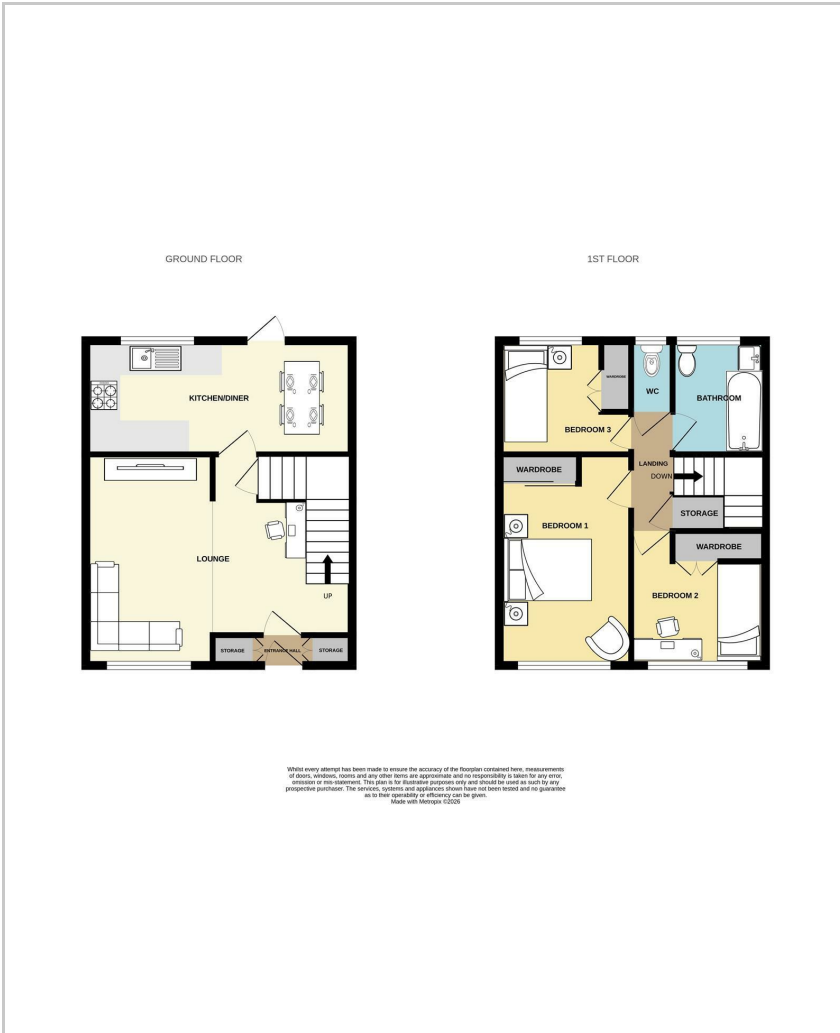 GROUND FLOOR
KITCHEN/DINER
LOUNGE
UP
STORAGE
ENTRANCE HALL
STORAGE
1ST FLOOR
WARDROBE
WC
BATHROOM
BEDROOM 3
LANDING
DOWN
WARDROBE
STORAGE
BEDROOM 1
WARDROBE
BEDROOM 2
Whilst every attempt has been made to ensure the accuracy of the floorplan contained here, measurements
of doors, windows, rooms and any other items are approximate and no responsibility is taken for any error,
omission or mis-statement. This plan is for illustrative purposes only and should be used as such by any
prospective purchaser. The services, systems and appliances shown have not been tested and no guarantee
as to their operability or efficiency can be given.
Made with Metropix ©2026